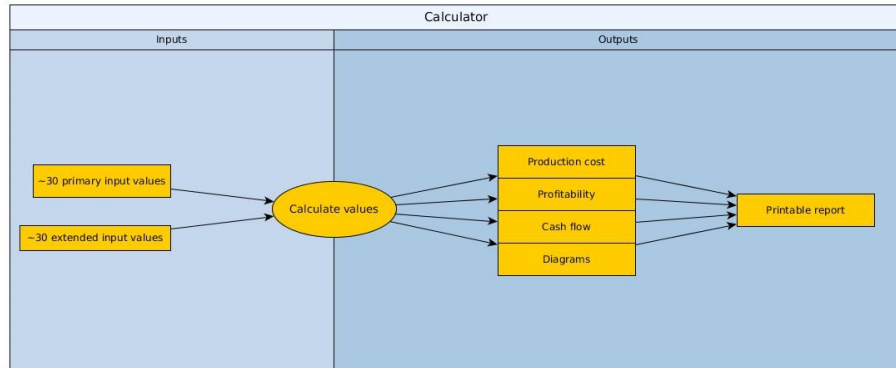 Calculator
Inputs
Outputs
~30 primary input values
~30 extended input values
Calculate values
Production cost
Profitability
Cash flow
Diagrams
Printable report